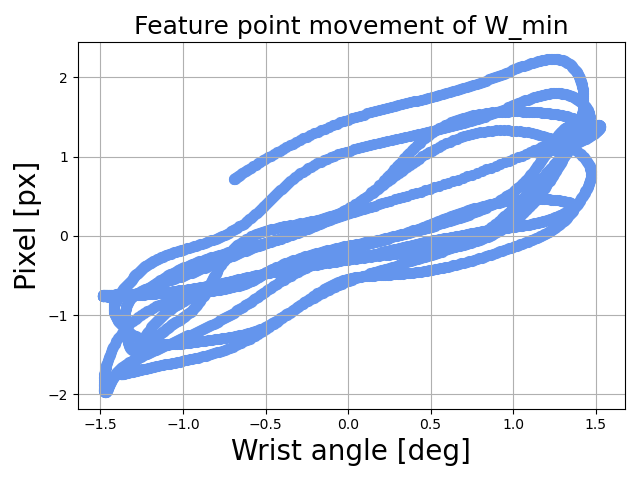 Feature point movement of W_min
Pixel [px]
2
1
0
−1
−2
−1.5 −1.0 −0.5 0.0 0.5 1.0 1.5
Wrist angle [deg]